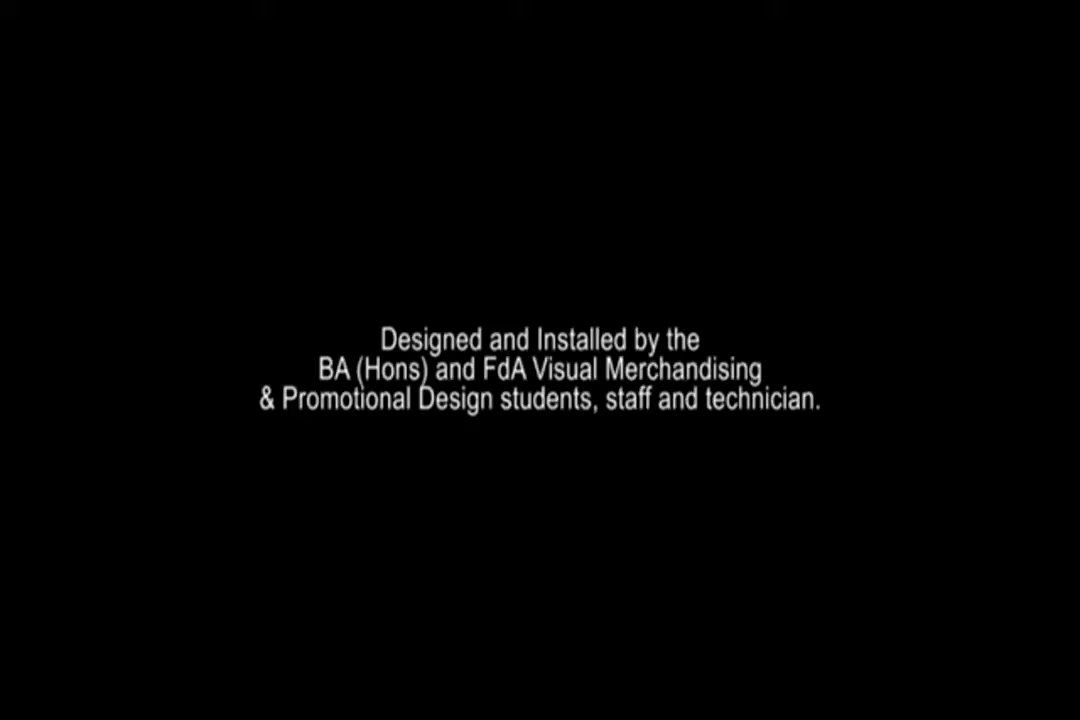 Designed and Installed by the
BA (Hons) and FdA Visual Merchandising
& Promotional Design students, staff and technician.